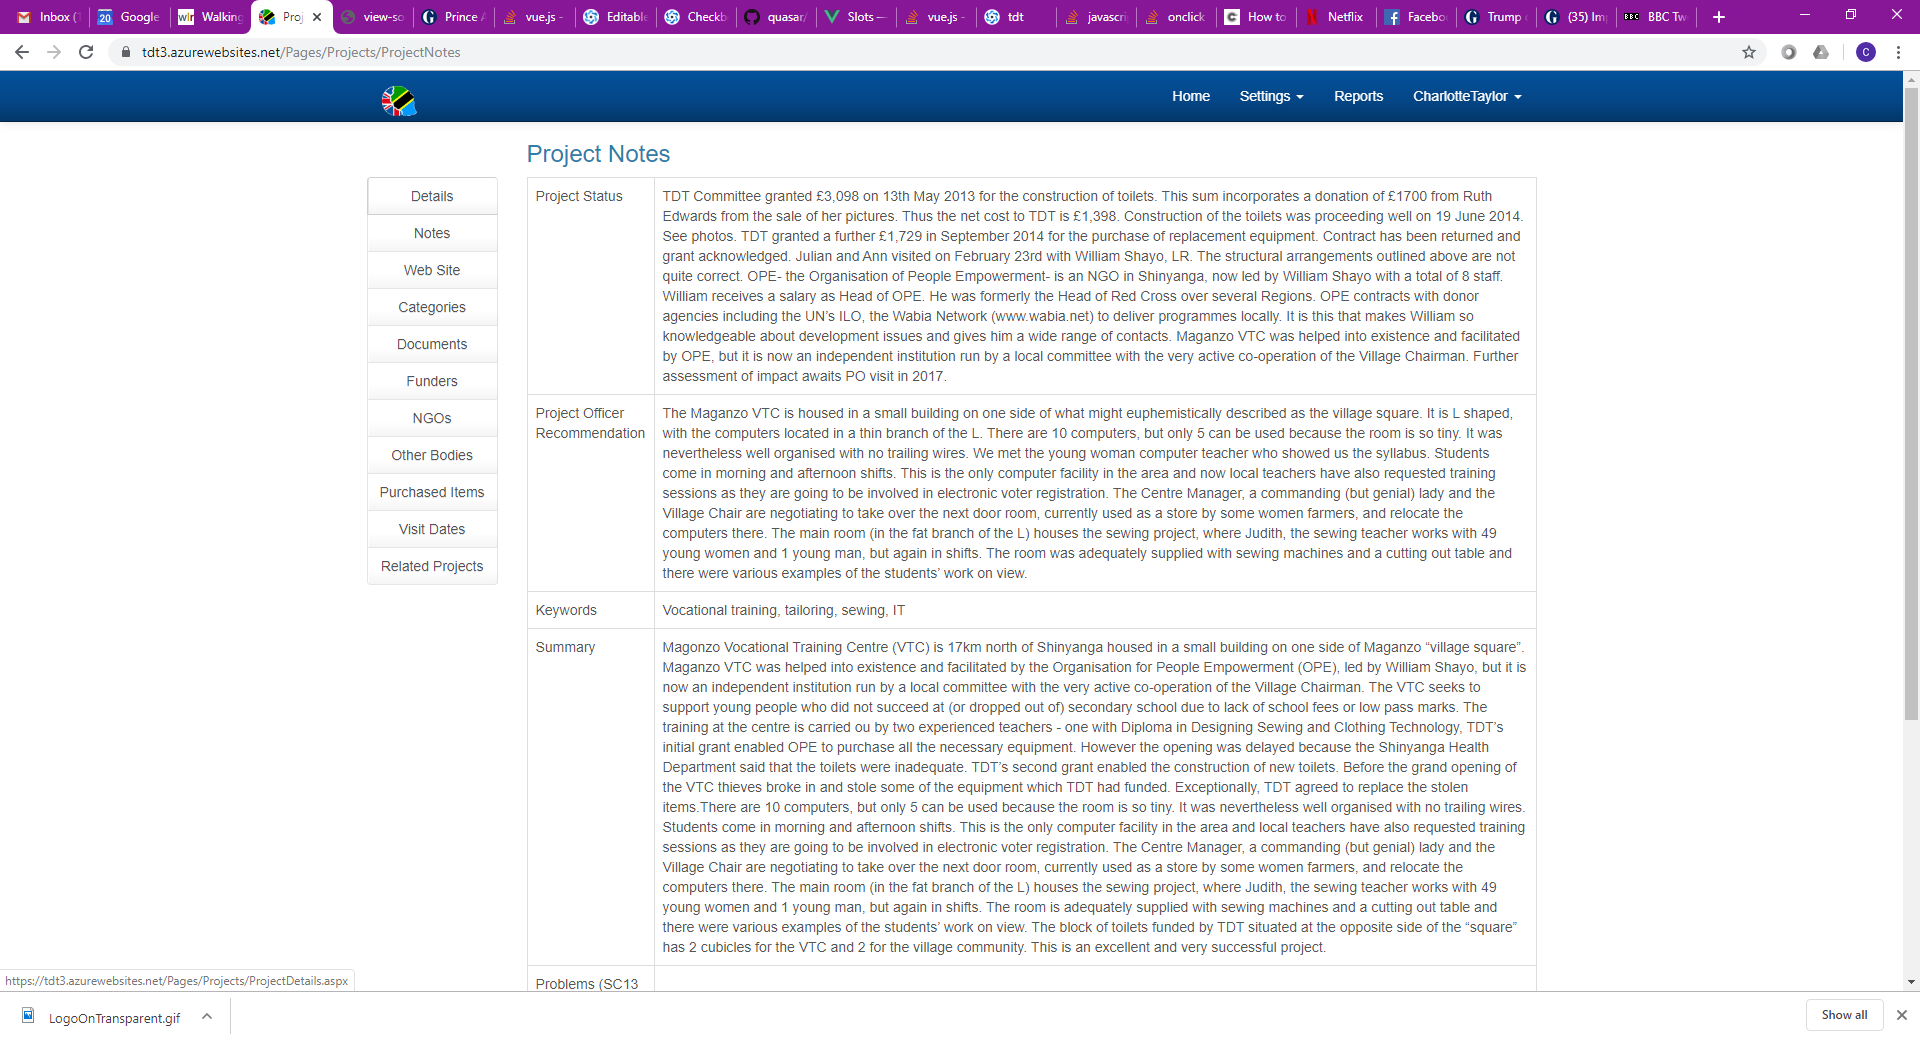 Inbox (1
20 Google
wlr Walking
Proj
view-so
Prince A
vue.js -
Editable
Checkb
quasar/
Slots —
vue.js -
tdt
javascri
onclick
How to
Netflix
Facebo
Trump
(35) Im
BBC BBC Tw
tdt3.azurewebsites.net/Pages/Projects/ProjectNotes
C
Home
Settings
Reports
CharlotteTaylor
Project Notes
Details
Notes
Web Site
Categories
Documents
Funders
NGOs
Other Bodies
Purchased Items
Visit Dates
Related Projects
Project Status
TDT Committee granted £3,098 on 13th May 2013 for the construction of toilets. This sum incorporates a donation of £1700 from Ruth
Edwards from the sale of her pictures. Thus the net cost to TDT is £1,398. Construction of the toilets was proceeding well on 19 June 2014.
See photos. TDT granted a further £1,729 in September 2014 for the purchase of replacement equipment. Contract has been returned and
grant acknowledged. Julian and Ann visited on February 23rd with William Shayo, LR. The structural arrangements outlined above are not
quite correct. OPE- the Organisation of People Empowerment- is an NGO in Shinyanga, now led by William Shayo with a total of 8 staff.
William receives a salary as Head of OPE. He was formerly the Head of Red Cross over several Regions. OPE contracts with donor
agencies including the UN’s ILO, the Wabia Network (www.wabia.net) to deliver programmes locally. It is this that makes William so
knowledgeable about development issues and gives him a wide range of contacts. Maganzo VTC was helped into existence and facilitated
by OPE, but it is now an independent institution run by a local committee with the very active co-operation of the Village Chairman. Further
assessment of impact awaits PO visit in 2017.
Project Officer
Recommendation
The Maganzo VTC is housed in a small building on one side of what might euphemistically described as the village square. It is L shaped,
with the computers located in a thin branch of the L. There are 10 computers, but only 5 can be used because the room is so tiny. It was
nevertheless well organised with no trailing wires. We met the young woman computer teacher who showed us the syllabus. Students
come in morning and afternoon shifts. This is the only computer facility in the area and now local teachers have also requested training
sessions as they are going to be involved in electronic voter registration. The Centre Manager, a commanding (but genial) lady and the
Village Chair are negotiating to take over the next door room, currently used as a store by some women farmers, and relocate the
computers there. The main room (in the fat branch of the L) houses the sewing project, where Judith, the sewing teacher works with 49
young women and 1 young man, but again in shifts. The room was adequately supplied with sewing machines and a cutting out table and
there were various examples of the students’ work on view.
Keywords
Vocational training, tailoring, sewing, IT
Summary
Magonzo Vocational Training Centre (VTC) is 17km north of Shinyanga housed in a small building on one side of Maganzo “village square”.
Maganzo VTC was helped into existence and facilitated by the Organisation for People Empowerment (OPE), led by William Shayo, but it is
now an independent institution run by a local committee with the very active co-operation of the Village Chairman. The VTC seeks to
support young people who did not succeed at (or dropped out of) secondary school due to lack of school fees or low pass marks. The
training at the centre is carried ou by two experienced teachers - one with Diploma in Designing Sewing and Clothing Technology, TDT’s
initial grant enabled OPE to purchase all the necessary equipment. However the opening was delayed because the Shinyanga Health
Department said that the toilets were inadequate. TDT’s second grant enabled the construction of new toilets. Before the grand opening of
the VTC thieves broke in and stole some of the equipment which TDT had funded. Exceptionally, TDT agreed to replace the stolen
items.There are 10 computers, but only 5 can be used because the room is so tiny. It was nevertheless well organised with no trailing wires.
Students come in morning and afternoon shifts. This is the only computer facility in the area and local teachers have also requested training
sessions as they are going to be involved in electronic voter registration. The Centre Manager, a commanding (but genial) lady and the
Village Chair are negotiating to take over the next door room, currently used as a store by some women farmers, and relocate the
computers there. The main room (in the fat branch of the L) houses the sewing project, where Judith, the sewing teacher works with 49
young women and 1 young man, but again in shifts. The room is adequately supplied with sewing machines and a cutting out table and
there were various examples of the students’ work on view. The block of toilets funded by TDT situated at the opposite side of the “square”
has 2 cubicles for the VTC and 2 for the village community. This is an excellent and very successful project.
Problems (SC13
https://tdt3.azurewebsites.net/Pages/Projects/ProjectDetails.aspx
LogoOnTransparent.gif
Show all